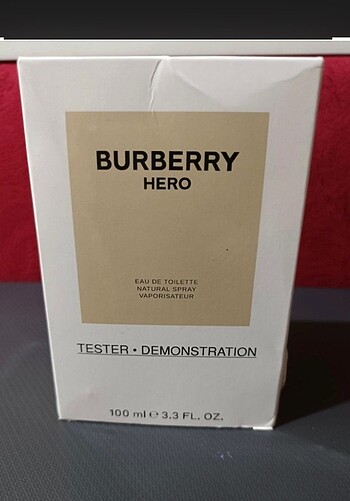 BURBERRY
HERO
EAU DE TOILETTE
NATURAL SPRAY
VAPORISATEUR
TESTER • DEMONSTRATION
100 ml ℮ 3.3 FL. OZ.